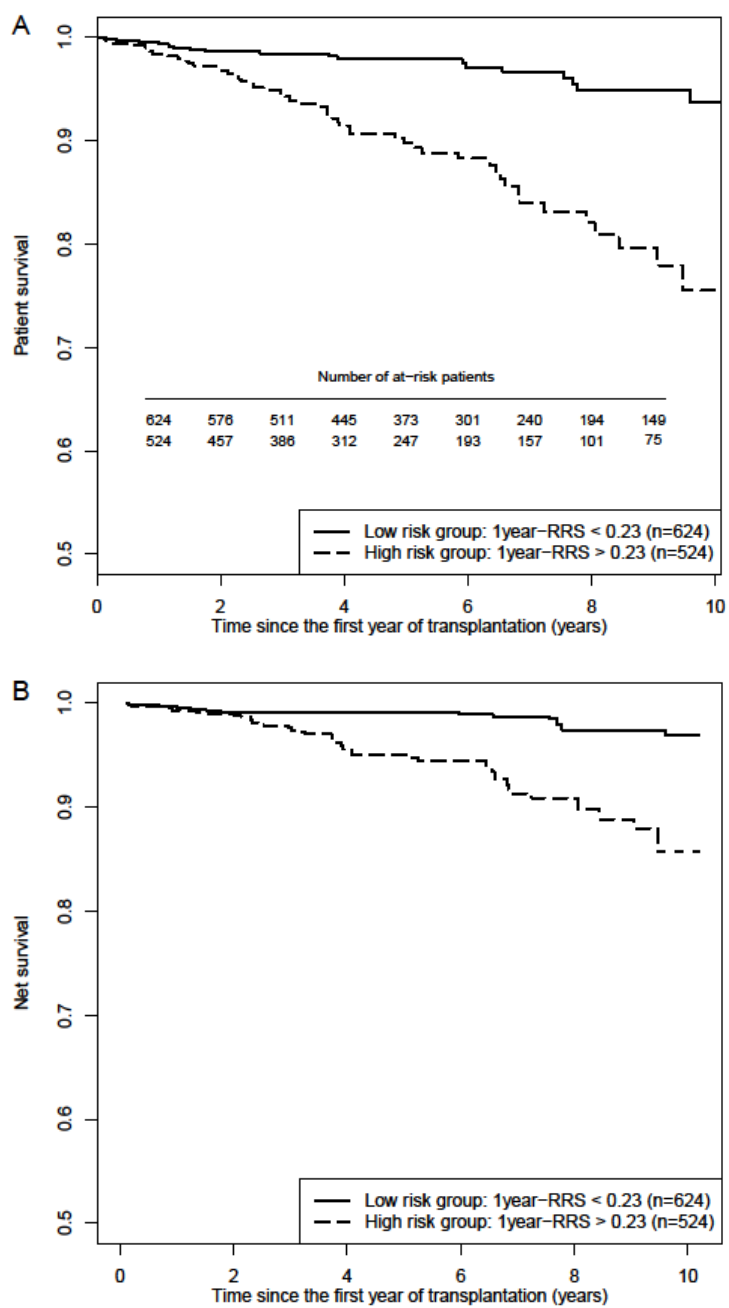 A
1.0
0.9
0.8
0.7
0.6
0.5
Patient survival
Number of at−risk patients
624 576 511 445 373 301 240 194 149
524 457 386 312 247 193 157 101 75
Low risk group: 1year−RRS < 0.23 (n=624)
High risk group: 1year−RRS > 0.23 (n=524)
0 2 4 6 8 10
Time since the first year of transplantation (years)
B
1.0
0.9
0.8
0.7
0.6
0.5
Net survival
Low risk group: 1year−RRS < 0.23 (n=624)
High risk group: 1year−RRS > 0.23 (n=524)
0 2 4 6 8 10
Time since the first year of transplantation (years)